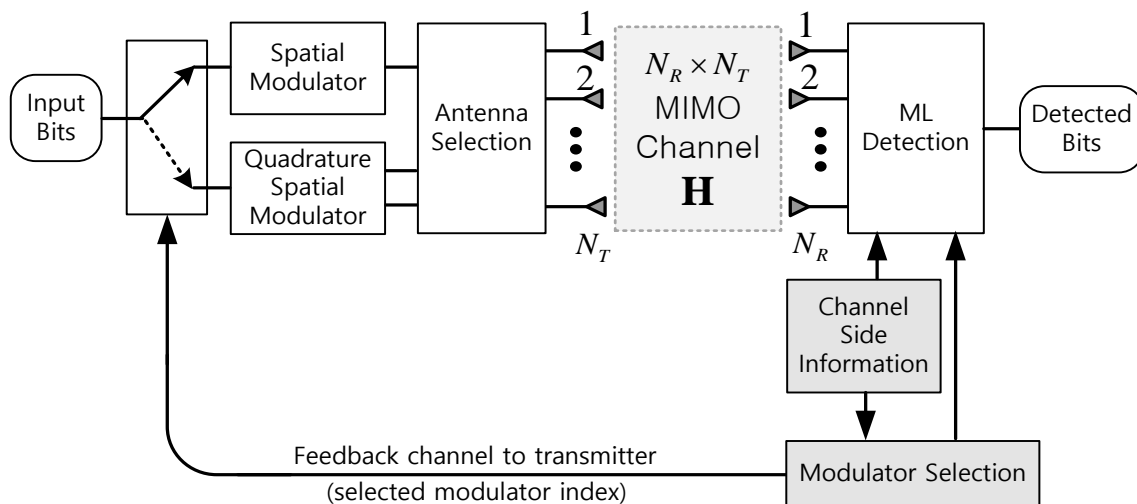 Input
Bits
Spatial
Modulator
Quadrature
Spatial
Modulator
Antenna
Selection
1
2
N_T
N_R × N_T
MIMO
Channel
H
1
2
N_R
ML
Detection
Detected
Bits
Channel
Side
Information
Modulator Selection
Feedback channel to transmitter
(selected modulator index)